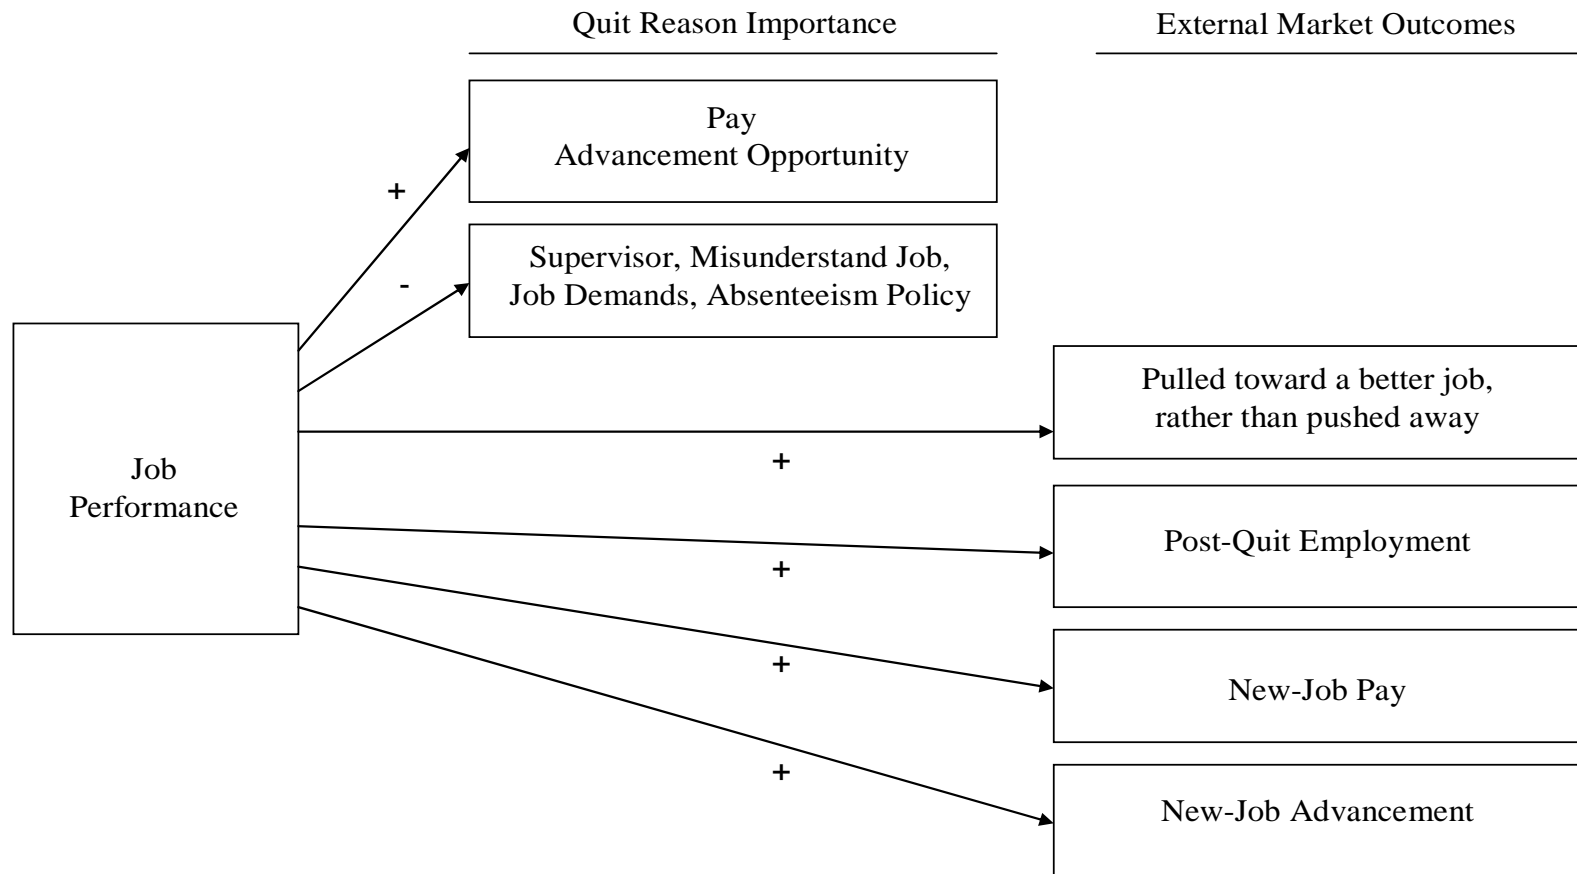 Quit Reason Importance
External Market Outcomes
Pay
Advancement Opportunity
+
Supervisor, Misunderstand Job,
Job Demands, Absenteeism Policy
-
Job
Performance
Pulled toward a better job,
rather than pushed away
+
Post-Quit Employment
+
New-Job Pay
+
New-Job Advancement
+